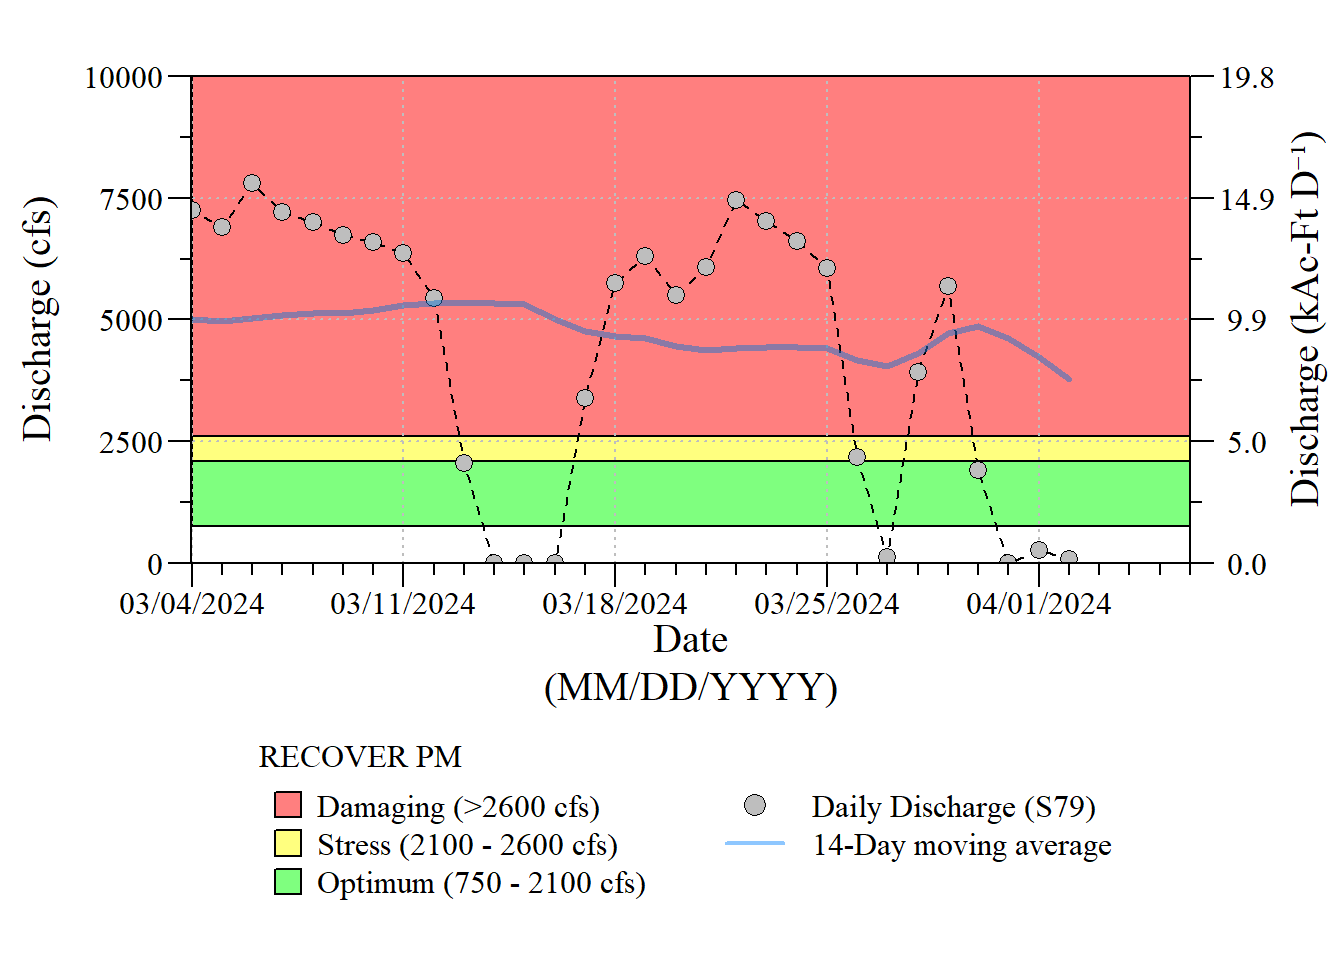 10000
7500
5000
2500
0
Discharge (cfs)
19.8
14.9
9.9
5.0
0.0
Discharge (kAc-Ft D⁻¹)
03/04/2024 03/11/2024 03/18/2024 03/25/2024 04/01/2024
Date
(MM/DD/YYYY)
RECOVER PM
Damaging (>2600 cfs)
Stress (2100 - 2600 cfs)
Optimum (750 - 2100 cfs)
Daily Discharge (S79)
14-Day moving average